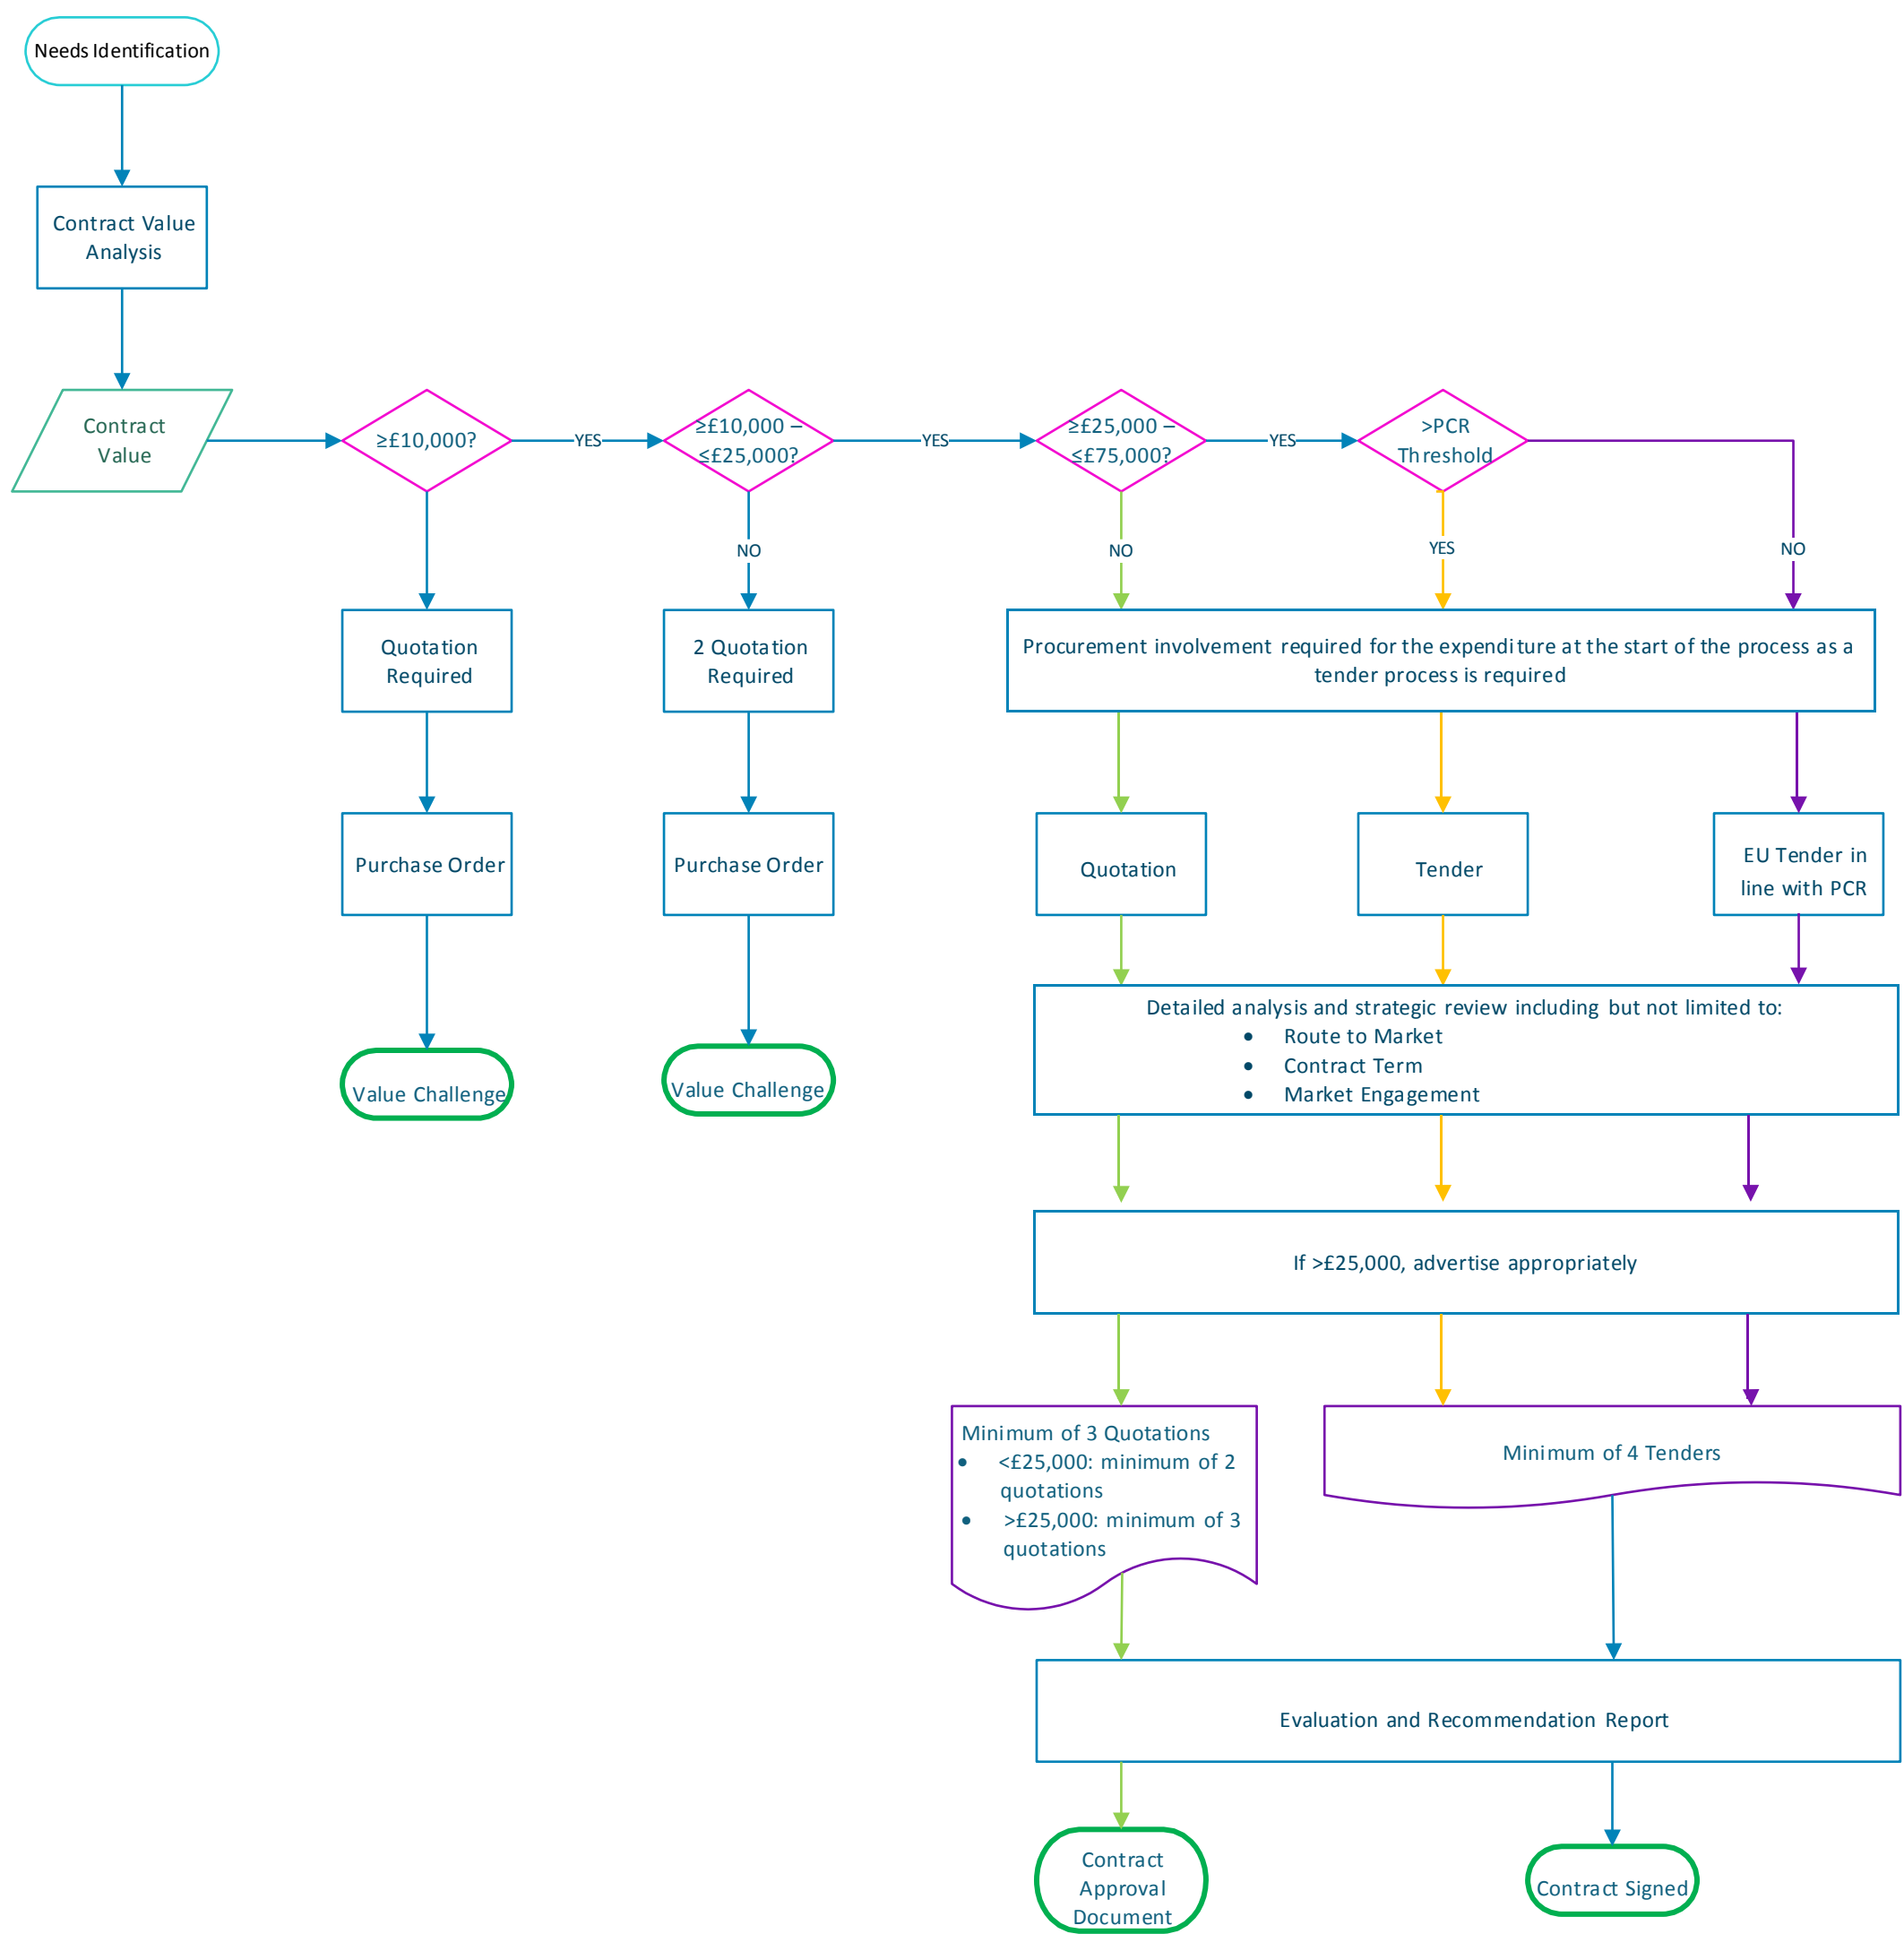 Needs Identification
Contract Value
Analysis
Contract
Value
≥£10,000?
YES
≥£10,000 –
≤£25,000?
YES
≥£25,000 –
≤£75,000?
YES
>PCR
Threshold
NO
NO
YES
NO
Quotation
Required
2 Quotation
Required
Procurement involvement required for the expenditure at the start of the process as a
tender process is required
Purchase Order
Purchase Order
Quotation
Tender
EU Tender in
line with PCR
Value Challenge
Value Challenge
Detailed analysis and strategic review including but not limited to:
• Route to Market
• Contract Term
• Market Engagement
If >£25,000, advertise appropriately
Minimum of 3 Quotations
• <£25,000: minimum of 2
quotations
• >£25,000: minimum of 3
quotations
Minimum of 4 Tenders
Evaluation and Recommendation Report
Contract
Approval
Document
Contract Signed